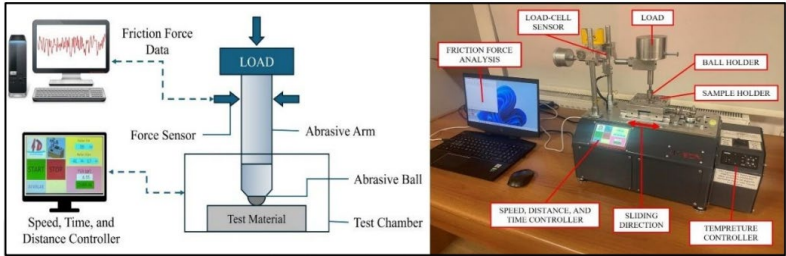 Friction Force
Data
LOAD
Force Sensor
Abrasive Arm
Abrasive Ball
Test Material
Test Chamber
Speed, Time, and
Distance Controller
START
STOP
LOAD-CELL
SENSOR
LOAD
FRICTION FORCE
ANALYSIS
BALL HOLDER
SAMPLE HOLDER
SPEED, DISTANCE, AND
TIME CONTROLLER
SLIDING
DIRECTION
TEMPRETURE
CONTROLLER